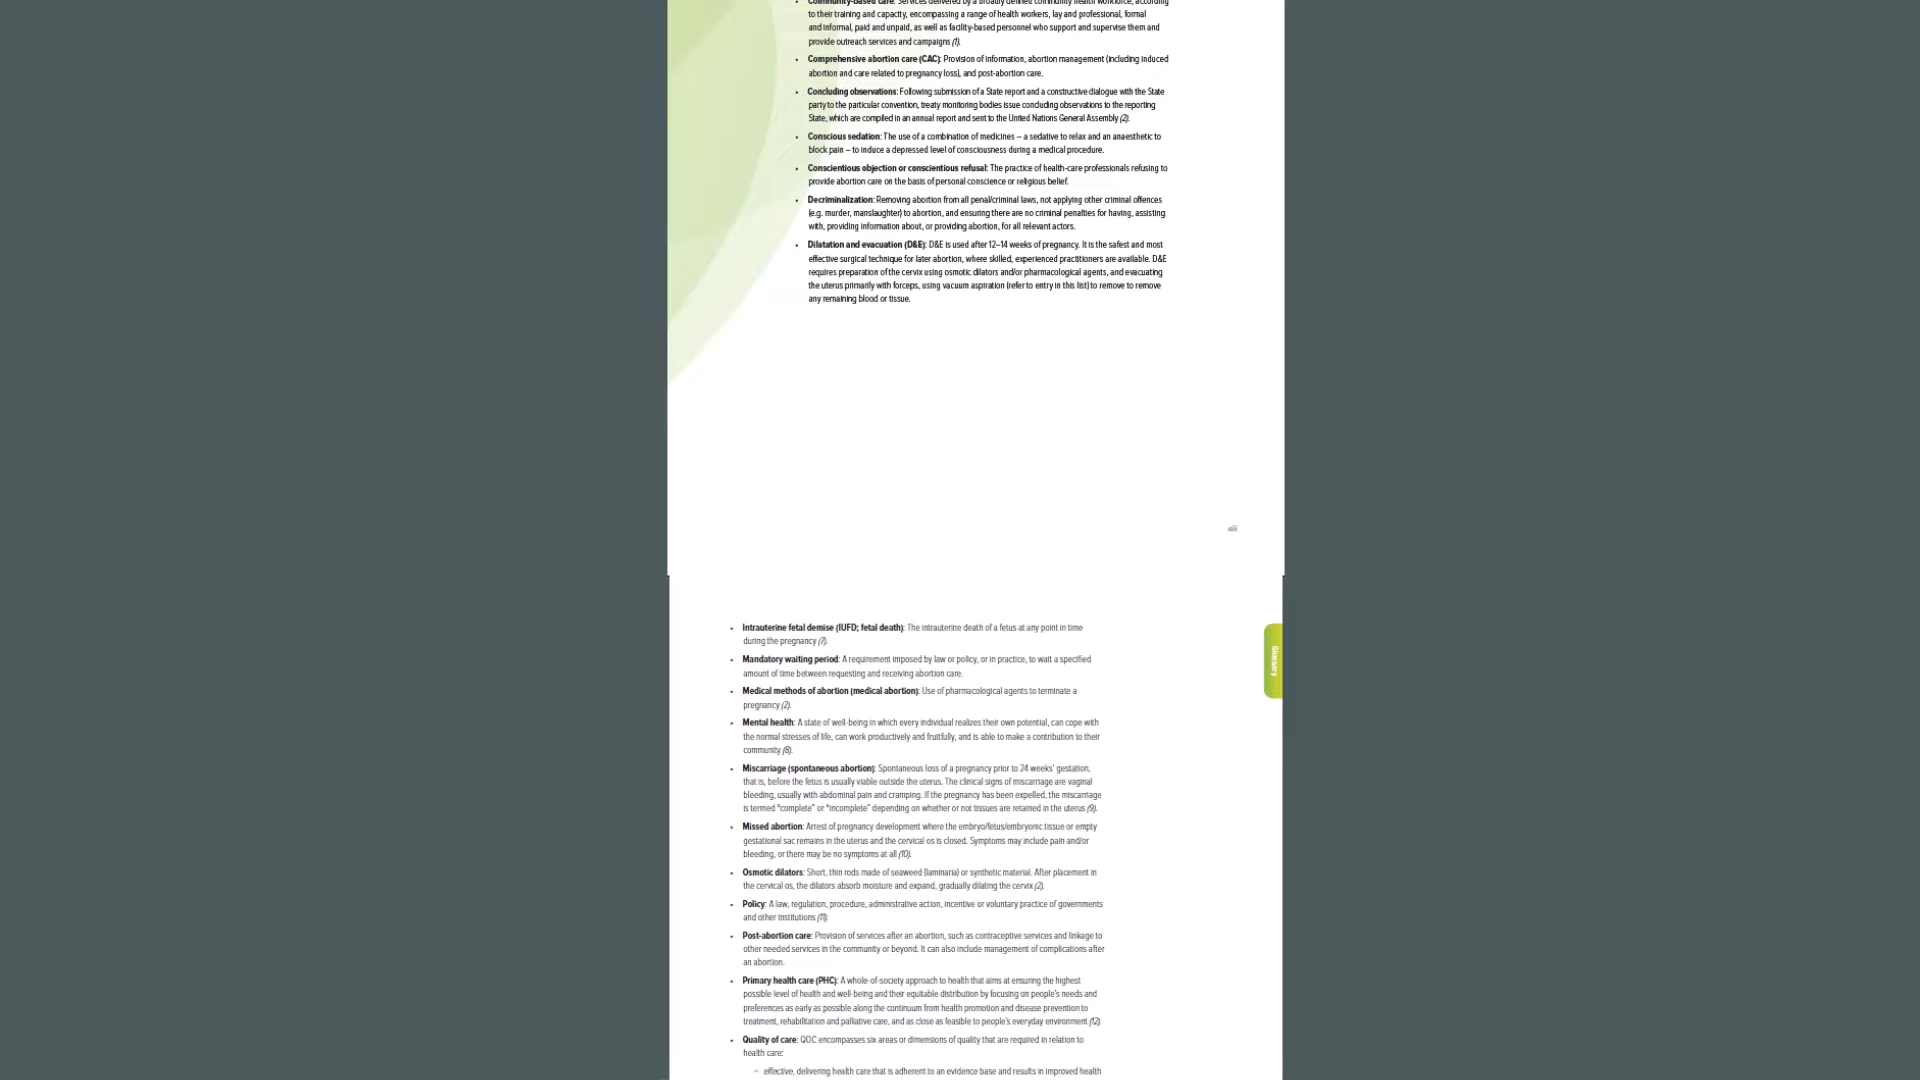 Community-based care: Services delivered by a broadly defined community health workforce, according
to their training and capacity, encompassing a range of health workers, lay and professional, formal
and informal, paid and unpaid, as well as facility-based personnel who support and supervise them and
provide outreach services and campaigns (1).
• Comprehensive abortion care (CAC): Provision of information, abortion management (including induced
abortion and care related to pregnancy loss), and post-abortion care.
• Concluding observations: Following submission of a State report and a constructive dialogue with the State
party to the particular convention, treaty monitoring bodies issue concluding observations to the reporting
State, which are compiled in an annual report and sent to the United Nations General Assembly (2).
• Conscious sedation: The use of a combination of medicines – a sedative to relax and an anaesthetic to
block pain – to induce a depressed level of consciousness during a medical procedure.
• Conscientious objection or conscientious refusal: The practice of health-care professionals refusing to
provide abortion care on the basis of personal conscience or religious belief.
• Decriminalization: Removing abortion from all penal/criminal laws, not applying other criminal offences
(e.g. murder, manslaughter) to abortion, and ensuring there are no criminal penalties for having, assisting
with, providing information about, or providing abortion, for all relevant actors.
• Dilatation and evacuation (D&E): D&E is used after 12–14 weeks of pregnancy. It is the safest and most
effective surgical technique for later abortion, where skilled, experienced practitioners are available. D&E
requires preparation of the cervix using osmotic dilators and/or pharmacological agents, and evacuating
the uterus primarily with forceps, using vacuum aspiration (refer to entry in this list) to remove to remove
any remaining blood or tissue.
• Intrauterine fetal demise (IUFD; fetal death): The intrauterine death of a fetus at any point in time
during the pregnancy (7).
Glossary
• Mandatory waiting period: A requirement imposed by law or policy, or in practice, to wait a specified
amount of time between requesting and receiving abortion care.
• Medical methods of abortion (medical abortion): Use of pharmacological agents to terminate a
pregnancy (2).
• Mental health: A state of well-being in which every individual realizes their own potential, can cope with
the normal stresses of life, can work productively and fruitfully, and is able to make a contribution to their
community (8).
• Miscarriage (spontaneous abortion): Spontaneous loss of a pregnancy prior to 24 weeks' gestation,
that is, before the fetus is usually viable outside the uterus. The clinical signs of miscarriage are vaginal
bleeding, usually with abdominal pain and cramping. If the pregnancy has been expelled, the miscarriage
is termed "complete" or "incomplete" depending on whether or not tissues are retained in the uterus (9).
• Missed abortion: Arrest of pregnancy development where the embryo/fetus/embryonic tissue or empty
gestational sac remains in the uterus and the cervical os is closed. Symptoms may include pain and/or
bleeding, or there may be no symptoms at all (10).
• Osmotic dilators: Short, thin rods made of seaweed (laminaria) or synthetic material. After placement in
the cervical os, the dilators absorb moisture and expand, gradually dilating the cervix (2).
• Policy: A law, regulation, procedure, administrative action, incentive or voluntary practice of governments
and other institutions (11).
• Post-abortion care: Provision of services after an abortion, such as contraceptive services and linkage to
other needed services in the community or beyond. It can also include management of complications after
an abortion.
• Primary health care (PHC): A whole-of-society approach to health that aims at ensuring the highest
possible level of health and well-being and their equitable distribution by focusing on people's needs and
preferences as early as possible along the continuum from health promotion and disease prevention to
treatment, rehabilitation and palliative care, and as close as feasible to people's everyday environment (12).
• Quality of care: QOC encompasses six areas or dimensions of quality that are required in relation to
health care:
– effective, delivering health care that is adherent to an evidence base and results in improved health